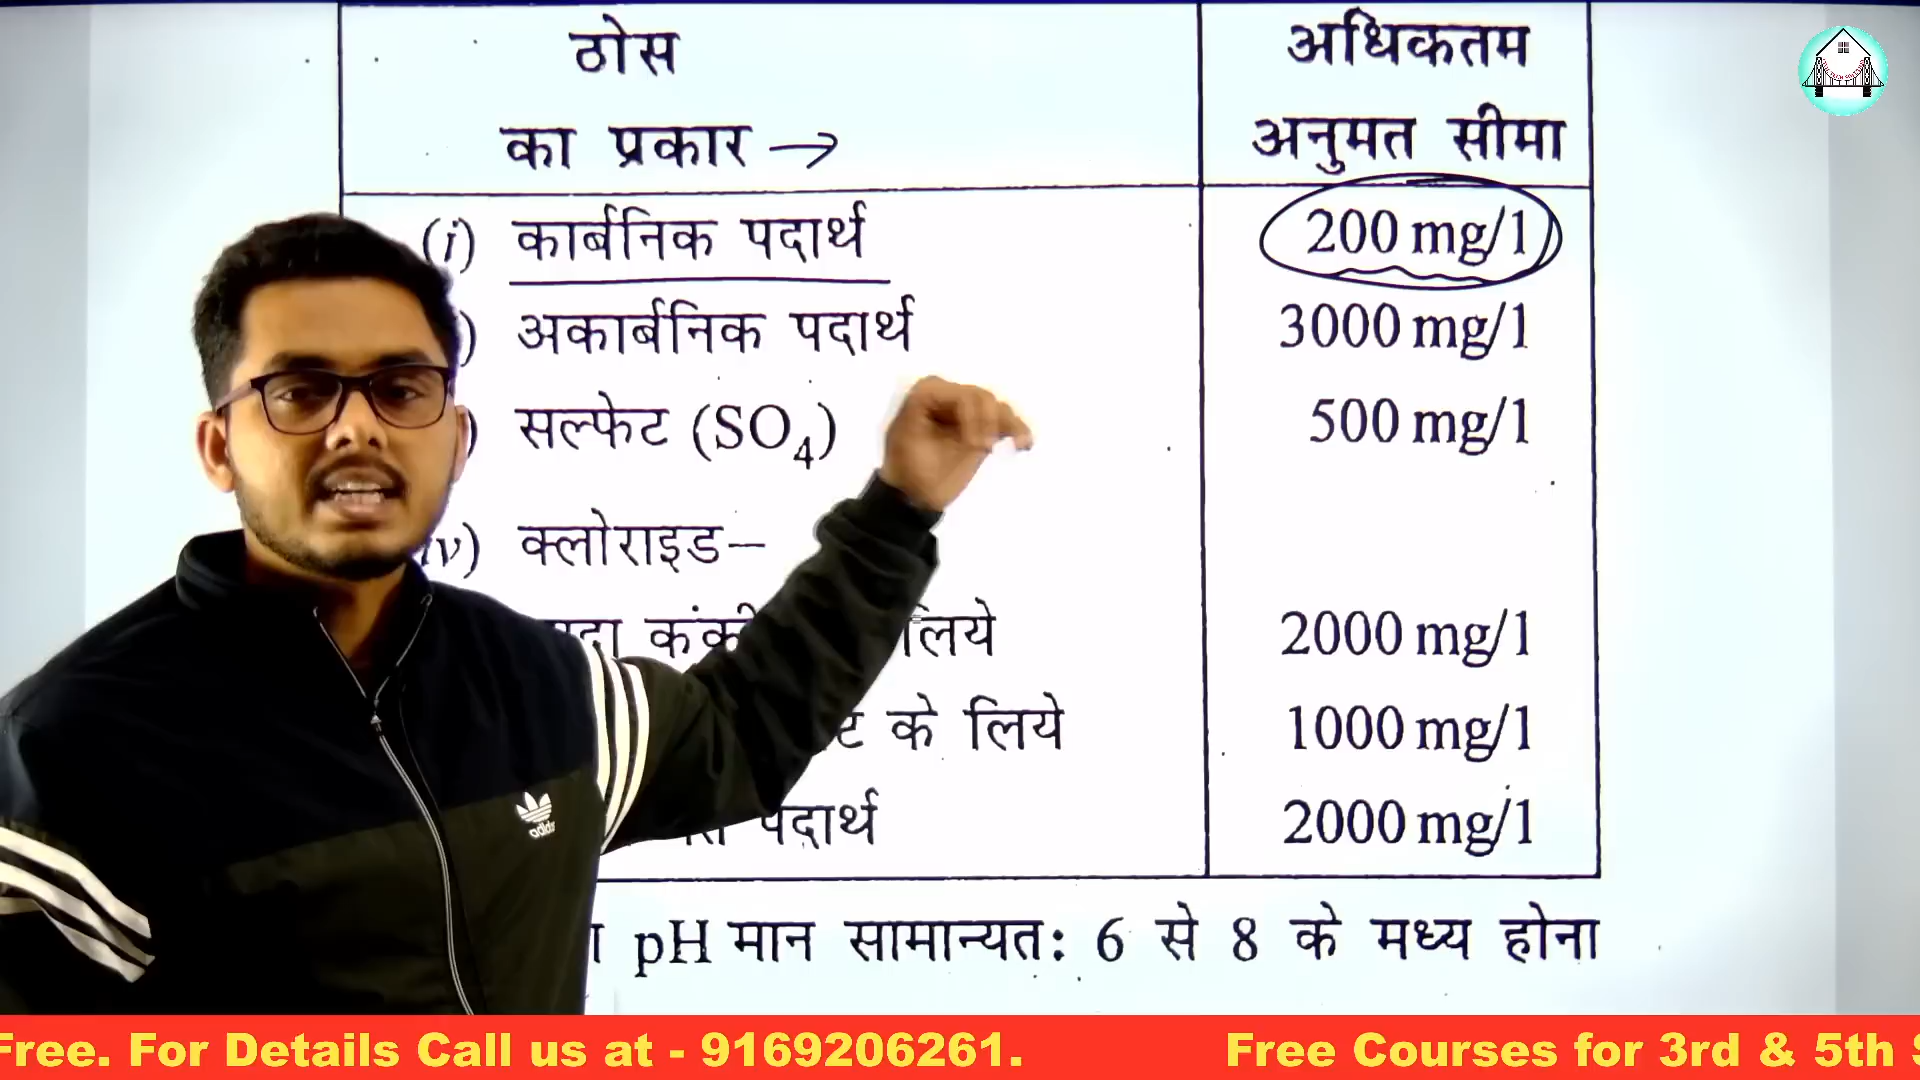 ठोस
का प्रकार →
अधिकतम
अनुमत सीमा
(i) कार्बनिक पदार्थ 200 mg/l
) अकार्बनिक पदार्थ 3000 mg/l
) सल्फेट (SO4) 500 mg/l
v) क्लोराइड–
लिये 2000 mg/l
के लिये 1000 mg/l
पदार्थ 2000 mg/l
pH मान सामान्यतः 6 से 8 के मध्य होना
adidas
Free. For Details Call us at - 9169206261. Free Courses for 3rd & 5th